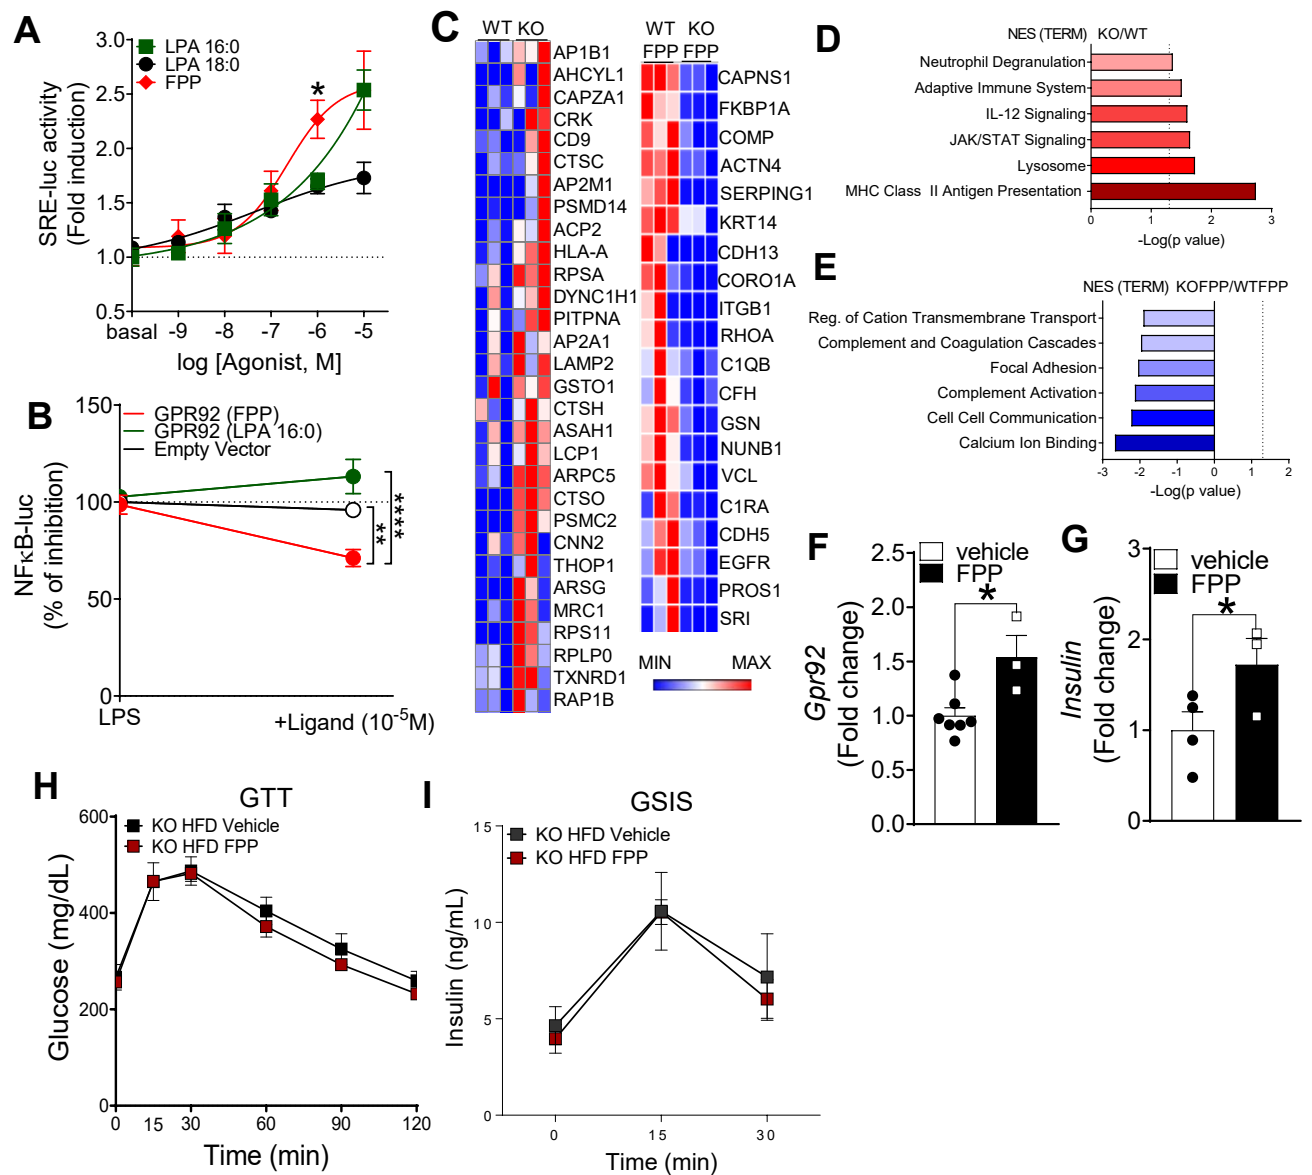 A
SRE-luc activity
(Fold induction)
3.0
2.5
2.0
1.5
1.0
0.5
LPA 16:0
LPA 18:0
FPP
*
basal -9 -8 -7 -6 -5
log [Agonist, M]
B
NFκB-luc
(% of inhibition)
150
100
50
0
GPR92 (FPP)
GPR92 (LPA 16:0)
Empty Vector
**
****
LPS
+Ligand (10⁻⁵M)
C
WT KO
AP1B1
AHCYL1
CAPZA1
CRK
CD9
CTSC
AP2M1
PSMD14
ACP2
HLA-A
RPSA
DYNC1H1
PITPNA
AP2A1
LAMP2
GSTO1
CTSH
ASAH1
LCP1
ARPC5
CTSO
PSMC2
CNN2
THOP1
ARSG
MRC1
RPS11
RPLP0
TXNRD1
RAP1B
WT KO
FPP FPP
CAPNS1
FKBP1A
COMP
ACTN4
SERPING1
KRT14
CDH13
CORO1A
ITGB1
RHOA
C1QB
CFH
GSN
NUNB1
VCL
C1RA
CDH5
EGFR
PROS1
SRI
MIN MAX
D
NES (TERM) KO/WT
Neutrophil Degranulation
Adaptive Immune System
IL-12 Signaling
JAK/STAT Signaling
Lysosome
MHC Class II Antigen Presentation
0 1 2 3
-Log(p value)
E
NES (TERM) KOFPP/WTFPP
Reg. of Cation Transmembrane Transport
Complement and Coagulation Cascades
Focal Adhesion
Complement Activation
Cell Cell Communication
Calcium Ion Binding
-3 -2 -1 0 1 2
-Log(p value)
F
Gpr92
(Fold change)
2.5
2.0
1.5
1.0
0.5
0.0
vehicle
FPP
*
G
Insulin
(Fold change)
3
2
1
0
vehicle
FPP
*
H
GTT
Glucose (mg/dL)
600
400
200
0
KO HFD Vehicle
KO HFD FPP
0 15 30 60 90 120
Time (min)
I
GSIS
Insulin (ng/mL)
15
10
5
0
KO HFD Vehicle
KO HFD FPP
0 15 30
Time (min)